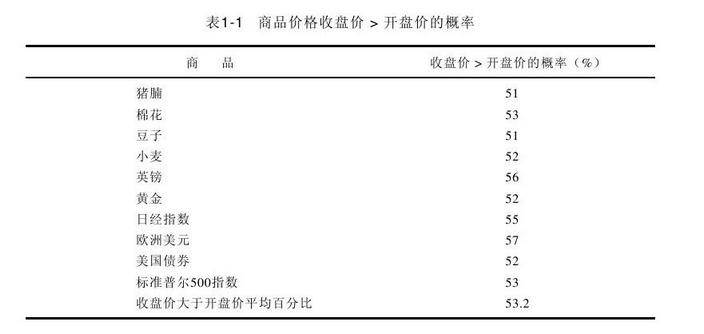 表1-1 商品价格收盘价 > 开盘价的概率
商 品 收盘价 > 开盘价的概率（%）
猪腩 51
棉花 53
豆子 51
小麦 52
英镑 56
黄金 52
日经指数 55
欧洲美元 57
美国债券 52
标准普尔500指数 53
收盘价大于开盘价平均百分比 53.2